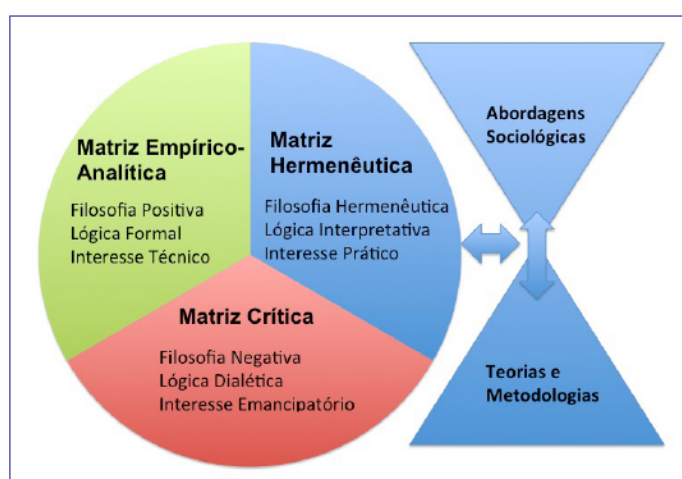 Matriz Empírico-
Analítica
Filosofia Positiva
Lógica Formal
Interesse Técnico
Matriz
Hermenêutica
Filosofia Hermenêutica
Lógica Interpretativa
Interesse Prático
Matriz Crítica
Filosofia Negativa
Lógica Dialética
Interesse Emancipatório
Abordagens
Sociológicas
Teorias e
Metodologias